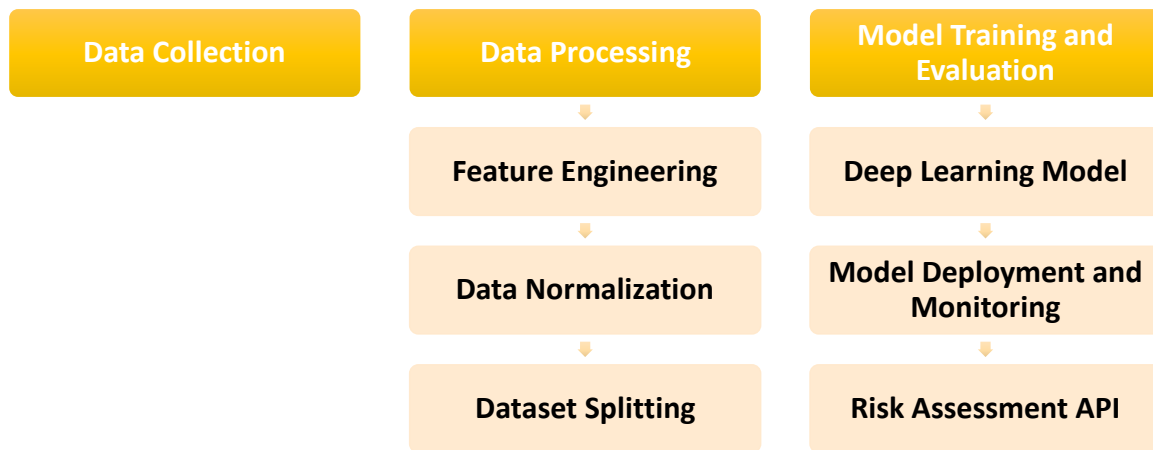 Data Collection
Data Processing
Feature Engineering
Data Normalization
Dataset Splitting
Model Training and
Evaluation
Deep Learning Model
Model Deployment and
Monitoring
Risk Assessment API